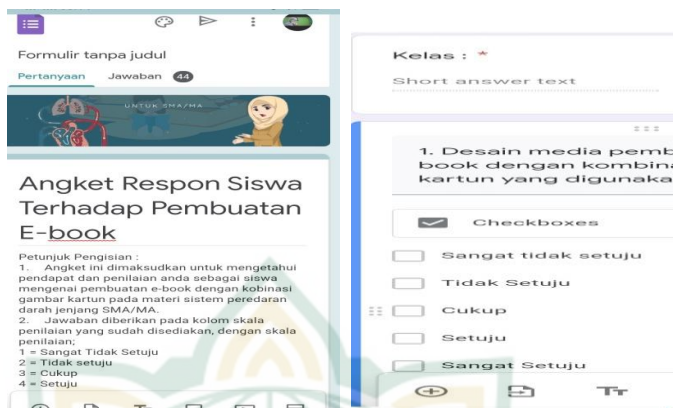 Formulir tanpa judul
Pertanyaan Jawaban 44
UNTUK SMA/MA
Angket Respon Siswa
Terhadap Pembuatan
E-book
Petunjuk Pengisian :
1. Angket ini dimaksudkan untuk mengetahui
pendapat dan penilaian anda sebagai siswa
mengenai pembuatan e-book dengan kobinasi
gambar kartun pada materi sistem peredaran
darah jenjang SMA/MA.
2. Jawaban diberikan pada kolom skala
penilaian yang sudah disediakan, dengan skala
penilaian;
1 = Sangat Tidak Setuju
2 = Tidak setuju
3 = Cukup
4 = Setuju
Kelas : *
Short answer text
1. Desain media pemb
book dengan kombina
kartun yang digunaka
Checkboxes
Sangat tidak setuju
Tidak Setuju
Cukup
Setuju
Sangat Setuju
Tт